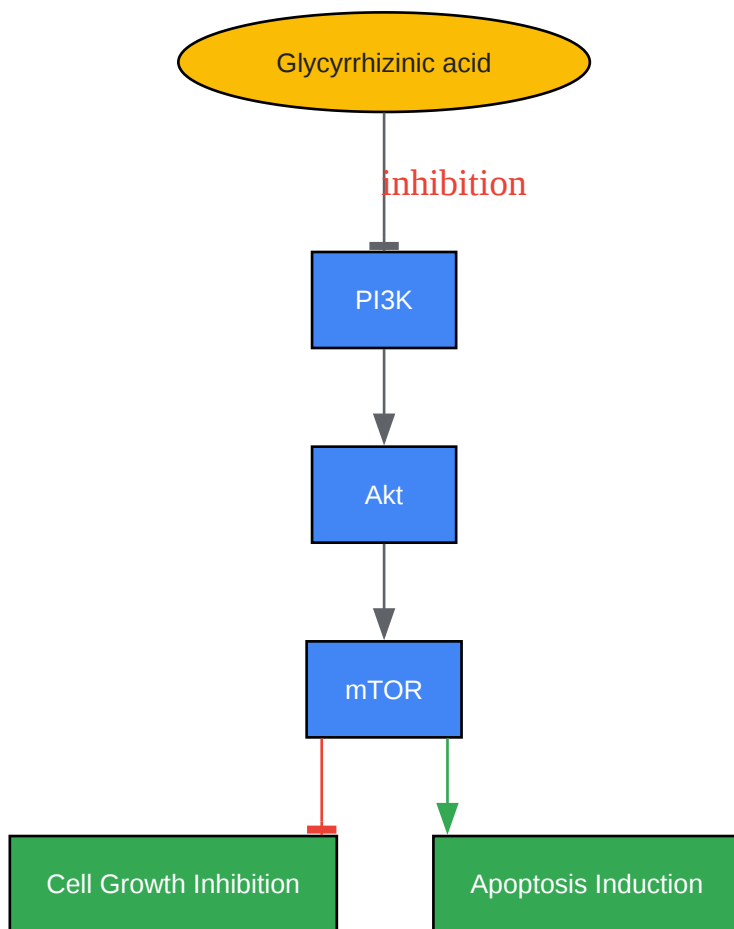 Glycyrrhizinic acid
inhibition
PI3K
Akt
mTOR
Cell Growth Inhibition
Apoptosis Induction